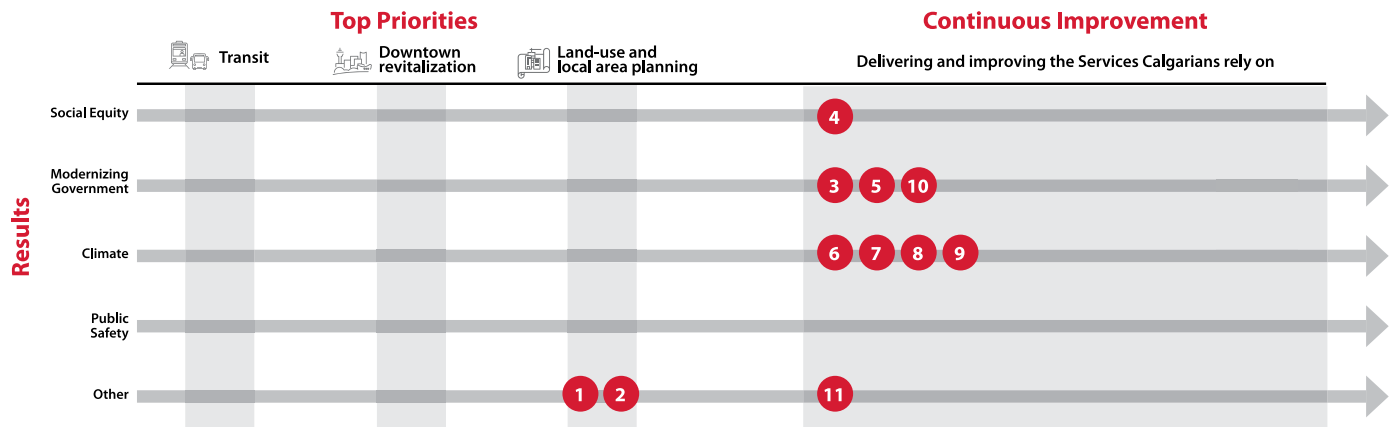 Top Priorities
Continuous Improvement
Transit
Downtown
revitalization
Land-use and
local area planning
Delivering and improving the Services Calgarians rely on
Results
Social Equity
4
Modernizing
Government
3 5 10
Climate
6 7 8 9
Public
Safety
Other
1 2 11